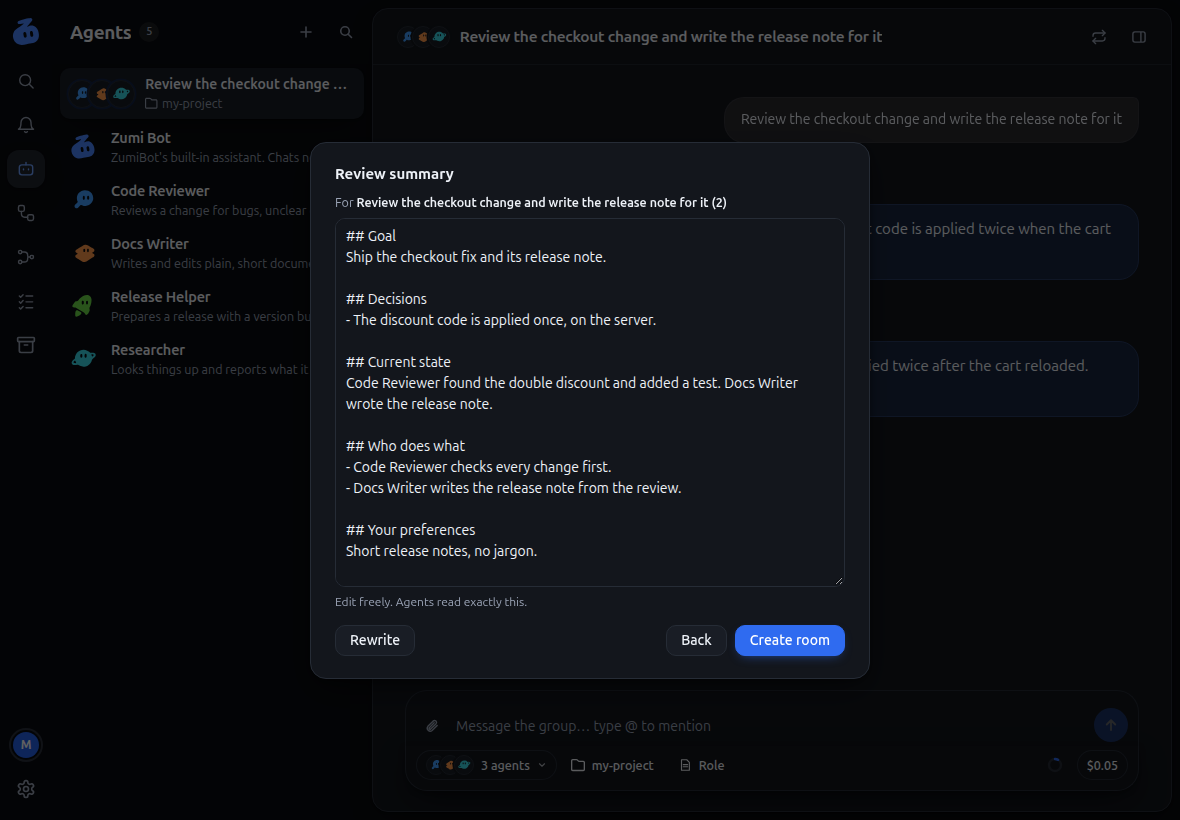 Agents 5
Review the checkout change …
my-project
Zumi Bot
ZumiBot's built-in assistant. Chats n
Code Reviewer
Reviews a change for bugs, unclear
Docs Writer
Writes and edits plain, short docume
Release Helper
Prepares a release with a version bu
Researcher
Looks things up and reports what it
M
Review the checkout change and write the release note for it
Review the checkout change and write the release note for it
code is applied twice when the cart
ied twice after the cart reloaded.
Review summary
For Review the checkout change and write the release note for it (2)
## Goal
Ship the checkout fix and its release note.
## Decisions
- The discount code is applied once, on the server.
## Current state
Code Reviewer found the double discount and added a test. Docs Writer
wrote the release note.
## Who does what
- Code Reviewer checks every change first.
- Docs Writer writes the release note from the review.
## Your preferences
Short release notes, no jargon.
Edit freely. Agents read exactly this.
Rewrite
Back
Create room
Message the group… type @ to mention
3 agents
my-project
Role
$0.05